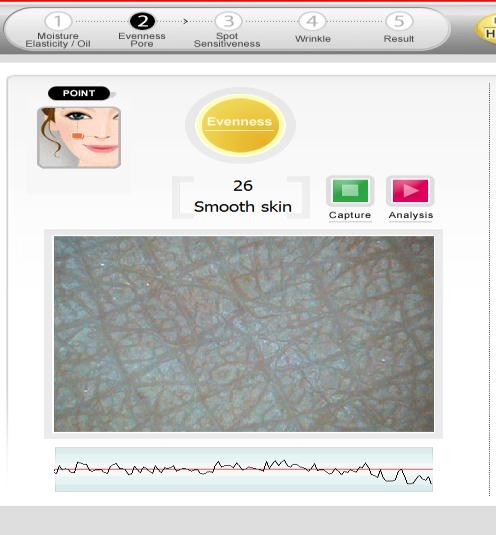 1 2 3 4 5
Moisture
Elasticity / Oil
Evenness
Pore
Spot
Sensitiveness
Wrinkle
Result
POINT
Evenness
26
Smooth skin
Capture
Analysis